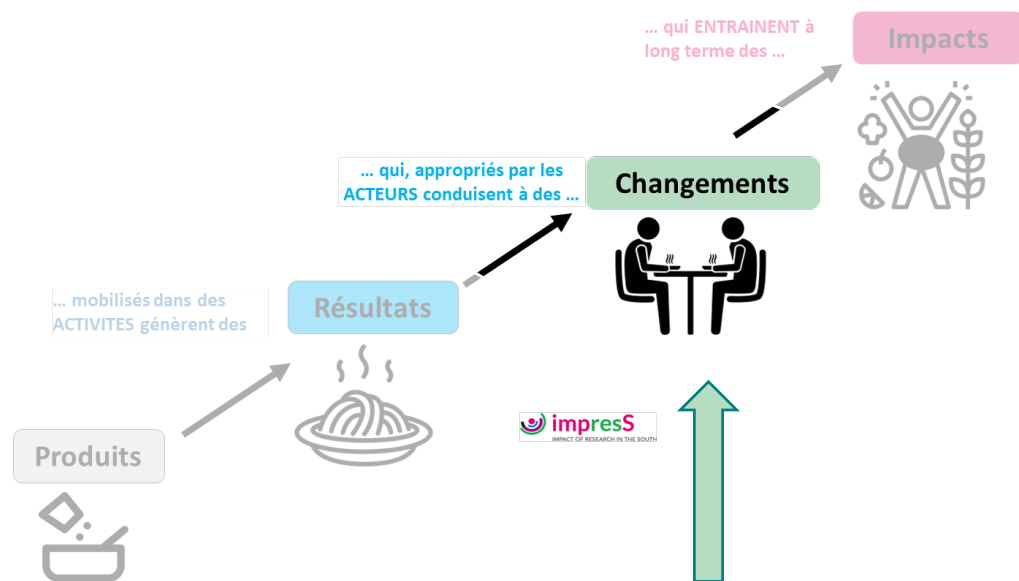 … qui ENTRAINENT à
long terme des …
Impacts
… qui, appropriés par les
ACTEURS conduisent à des …
Changements
… mobilisés dans des
ACTIVITES génèrent des
Résultats
impresS
IMPACT OF RESEARCH IN THE SOUTH
Produits